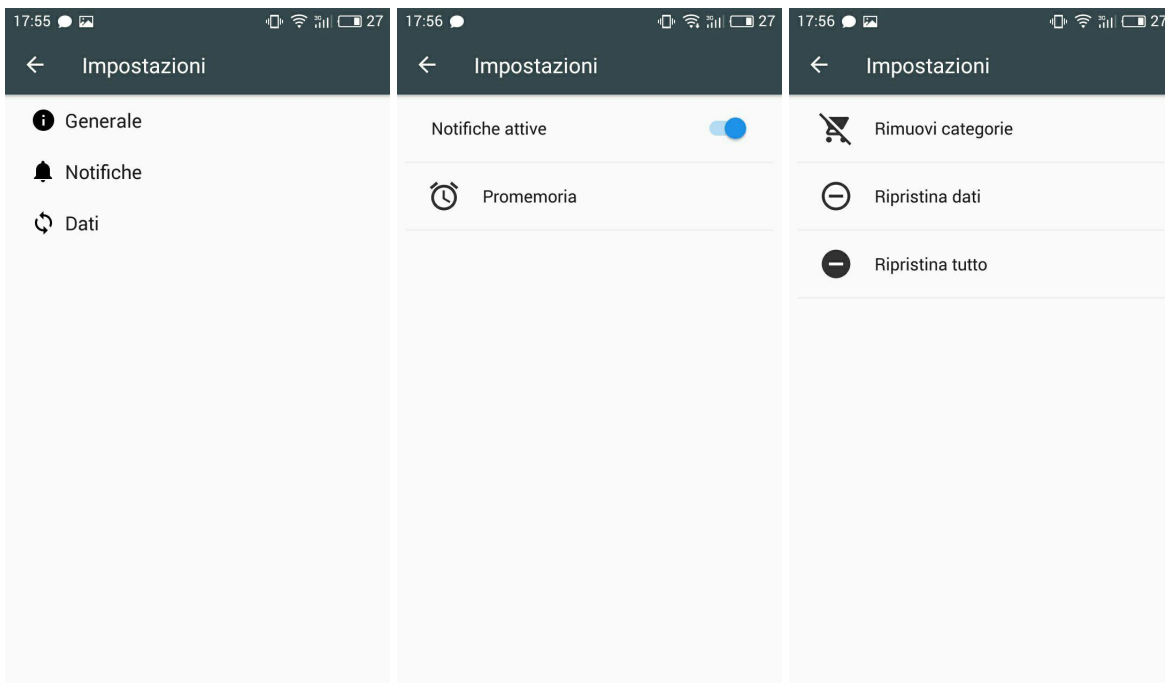 17:55 27
Impostazioni
Generale
Notifiche
Dati
17:56 27
Impostazioni
Notifiche attive
Promemoria
17:56 27
Impostazioni
Rimuovi categorie
Ripristina dati
Ripristina tutto